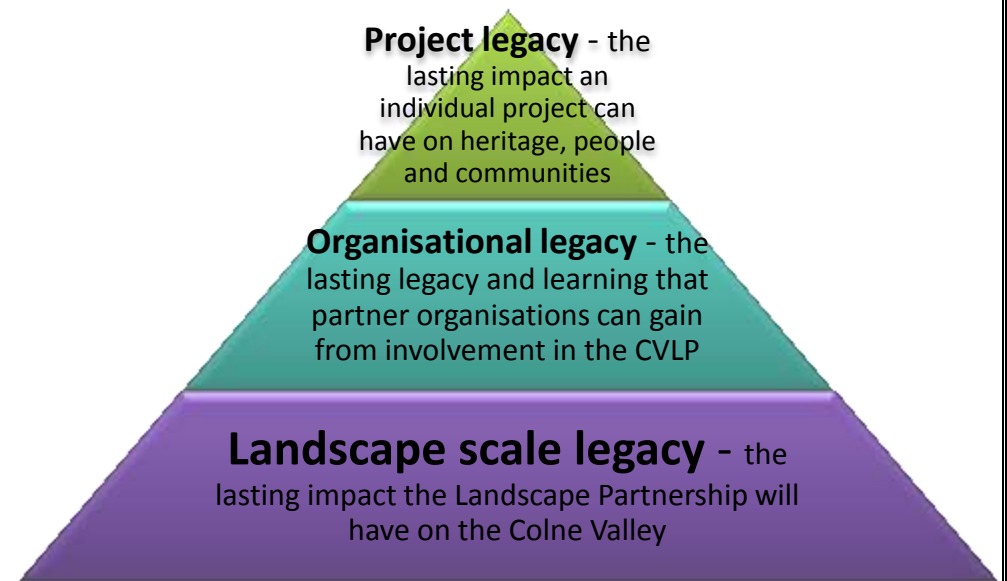 Project legacy - the
lasting impact an
individual project can
have on heritage, people
and communities
Organisational legacy - the
lasting legacy and learning that
partner organisations can gain
from involvement in the CVLP
Landscape scale legacy - the
lasting impact the Landscape Partnership will
have on the Colne Valley